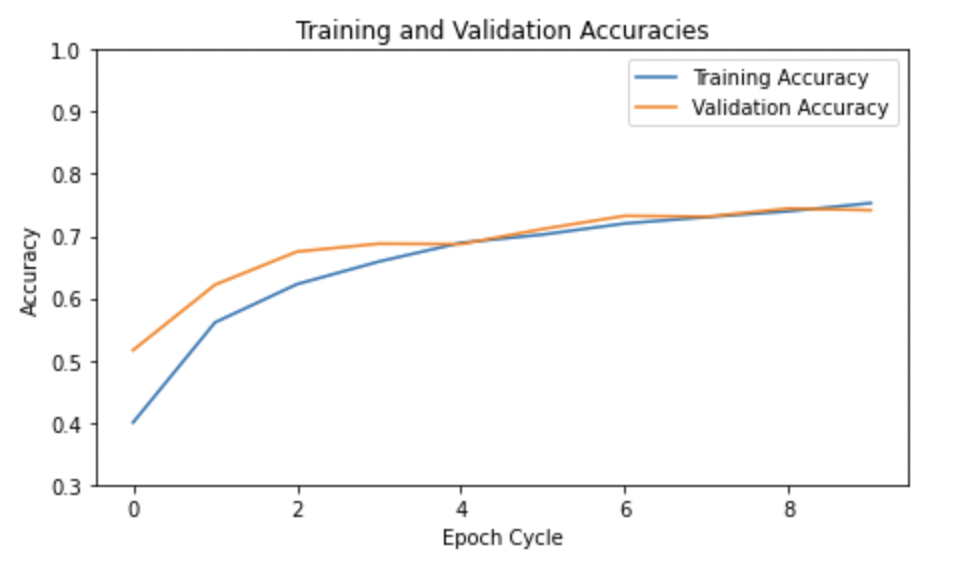 Training and Validation Accuracies
1.0
0.9
0.8
0.7
0.6
0.5
0.4
0.3
Accuracy
Training Accuracy
Validation Accuracy
0 2 4 6 8
Epoch Cycle